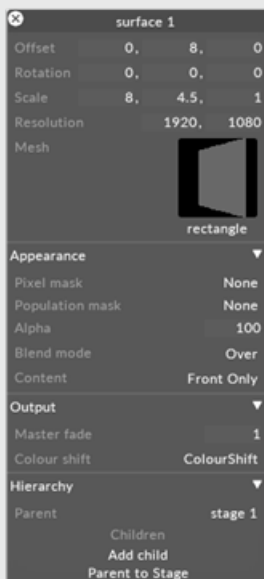 surface 1
Offset 0, 8, 0
Rotation 0, 0, 0
Scale 8, 4.5, 1
Resolution 1920, 1080
Mesh
rectangle
Appearance
Pixel mask None
Population mask None
Alpha 100
Blend mode Over
Content Front Only
Output
Master fade 1
Colour shift ColourShift
Hierarchy
Parent stage 1
Children
Add child
Parent to Stage